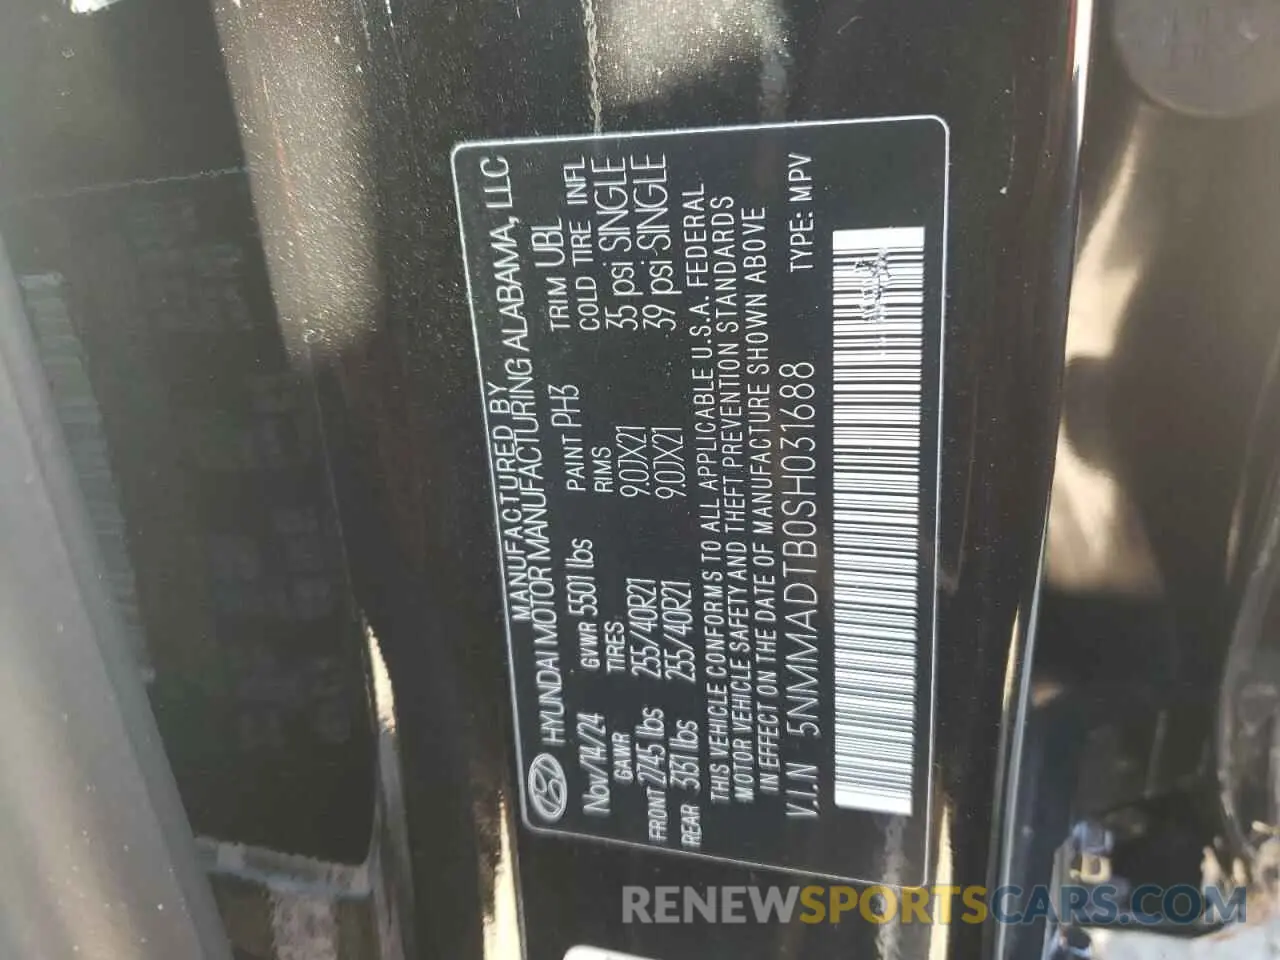 MANUFACTURED BY
HYUNDAI MOTOR MANUFACTURING ALABAMA, LLC
Nov/14/24 GVWR 5501 lbs PAINT PH3 TRIM UBL
GAWR TIRES RIMS COLD TIRE INFL
FRONT 2745 lbs 255/40R21 9.0JX21 35 psi SINGLE
REAR 3131 lbs 255/40R21 9.0JX21 39 psi SINGLE
THIS VEHICLE CONFORMS TO ALL APPLICABLE U.S.A. FEDERAL
MOTOR VEHICLE SAFETY AND THEFT PREVENTION STANDARDS
IN EFFECT ON THE DATE OF MANUFACTURE SHOWN ABOVE
V.I.N 5NMMADTB0SH031688 TYPE: MPV
RENEWSPORTSCARS.COM